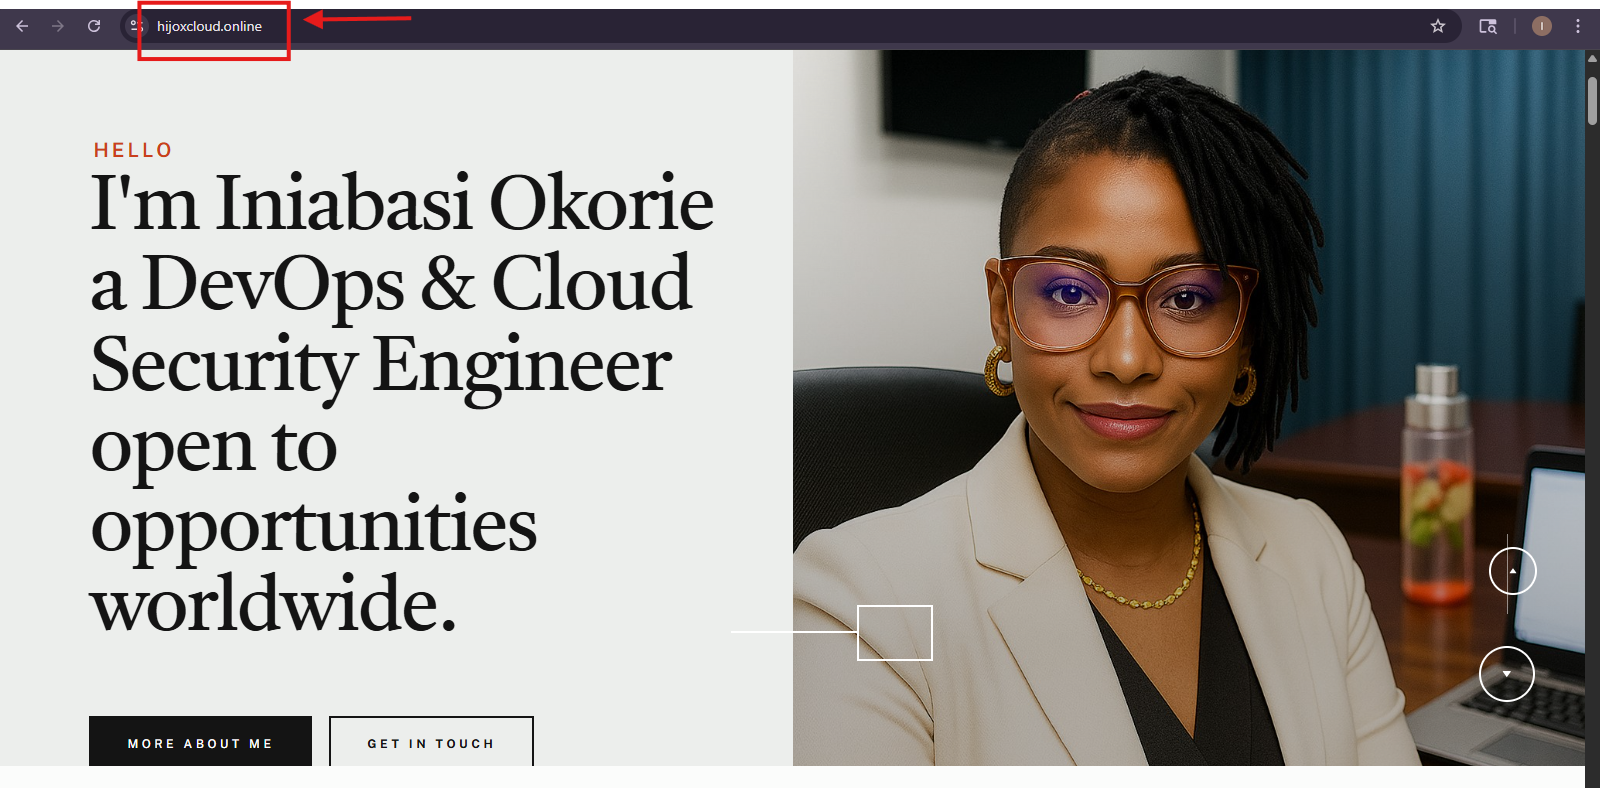 hijoxcloud.online
I
HELLO
I'm Iniabasi Okorie
a DevOps & Cloud
Security Engineer
open to
opportunities
worldwide.
MORE ABOUT ME
GET IN TOUCH